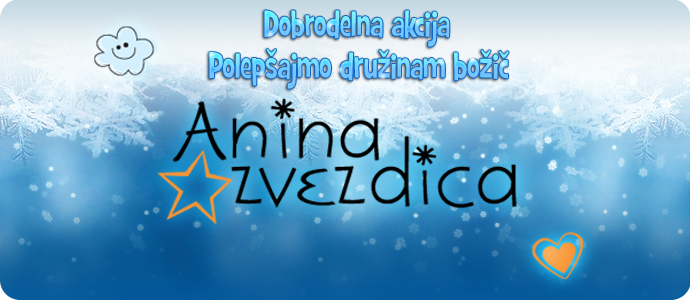 Dobrodelna akcija
Polepšajmo družinam božič
Anina
zvezdica